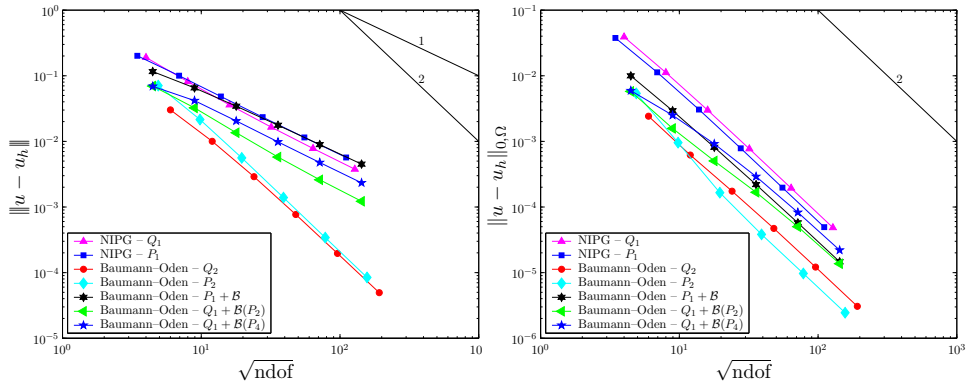 10^0
10^{-1}
10^{-2}
10^{-3}
10^{-4}
10^{-5}
|||u − u_h|||
1
2
NIPG – Q_1
NIPG – P_1
Baumann–Oden – Q_2
Baumann–Oden – P_2
Baumann–Oden – P_1 + ℬ
Baumann–Oden – Q_1 + ℬ(P_2)
Baumann–Oden – Q_1 + ℬ(P_4)
10^0 10^1 10^2 10
√ndof
10^0
10^{-1}
10^{-2}
10^{-3}
10^{-4}
10^{-5}
10^{-6}
‖u − u_h‖_{0,Ω}
2
NIPG – Q_1
NIPG – P_1
Baumann–Oden – Q_2
Baumann–Oden – P_2
Baumann–Oden – P_1 + ℬ
Baumann–Oden – Q_1 + ℬ(P_2)
Baumann–Oden – Q_1 + ℬ(P_4)
10^0 10^1 10^2 10^3
√ndof